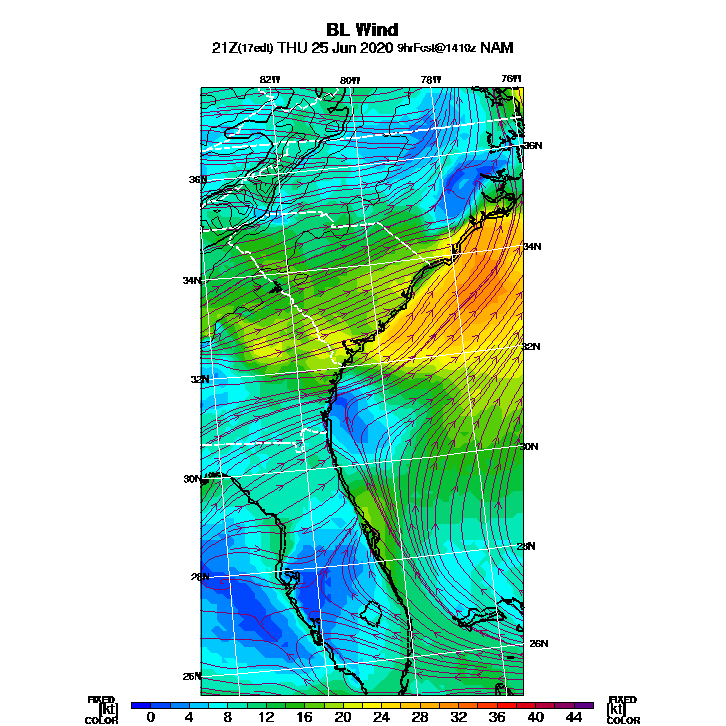 BL Wind
21Z(17edt) THU 25 Jun 2020 9hrFcst@1410z NAM
82W 80W 78W 76W
36N
36N
34N
34N
32N
32N
30N
30N
28N
28N
26N
26N
FIXED FIXED
[kt] 0 4 8 12 16 20 24 28 32 36 40 44 [kt]
COLOR COLOR